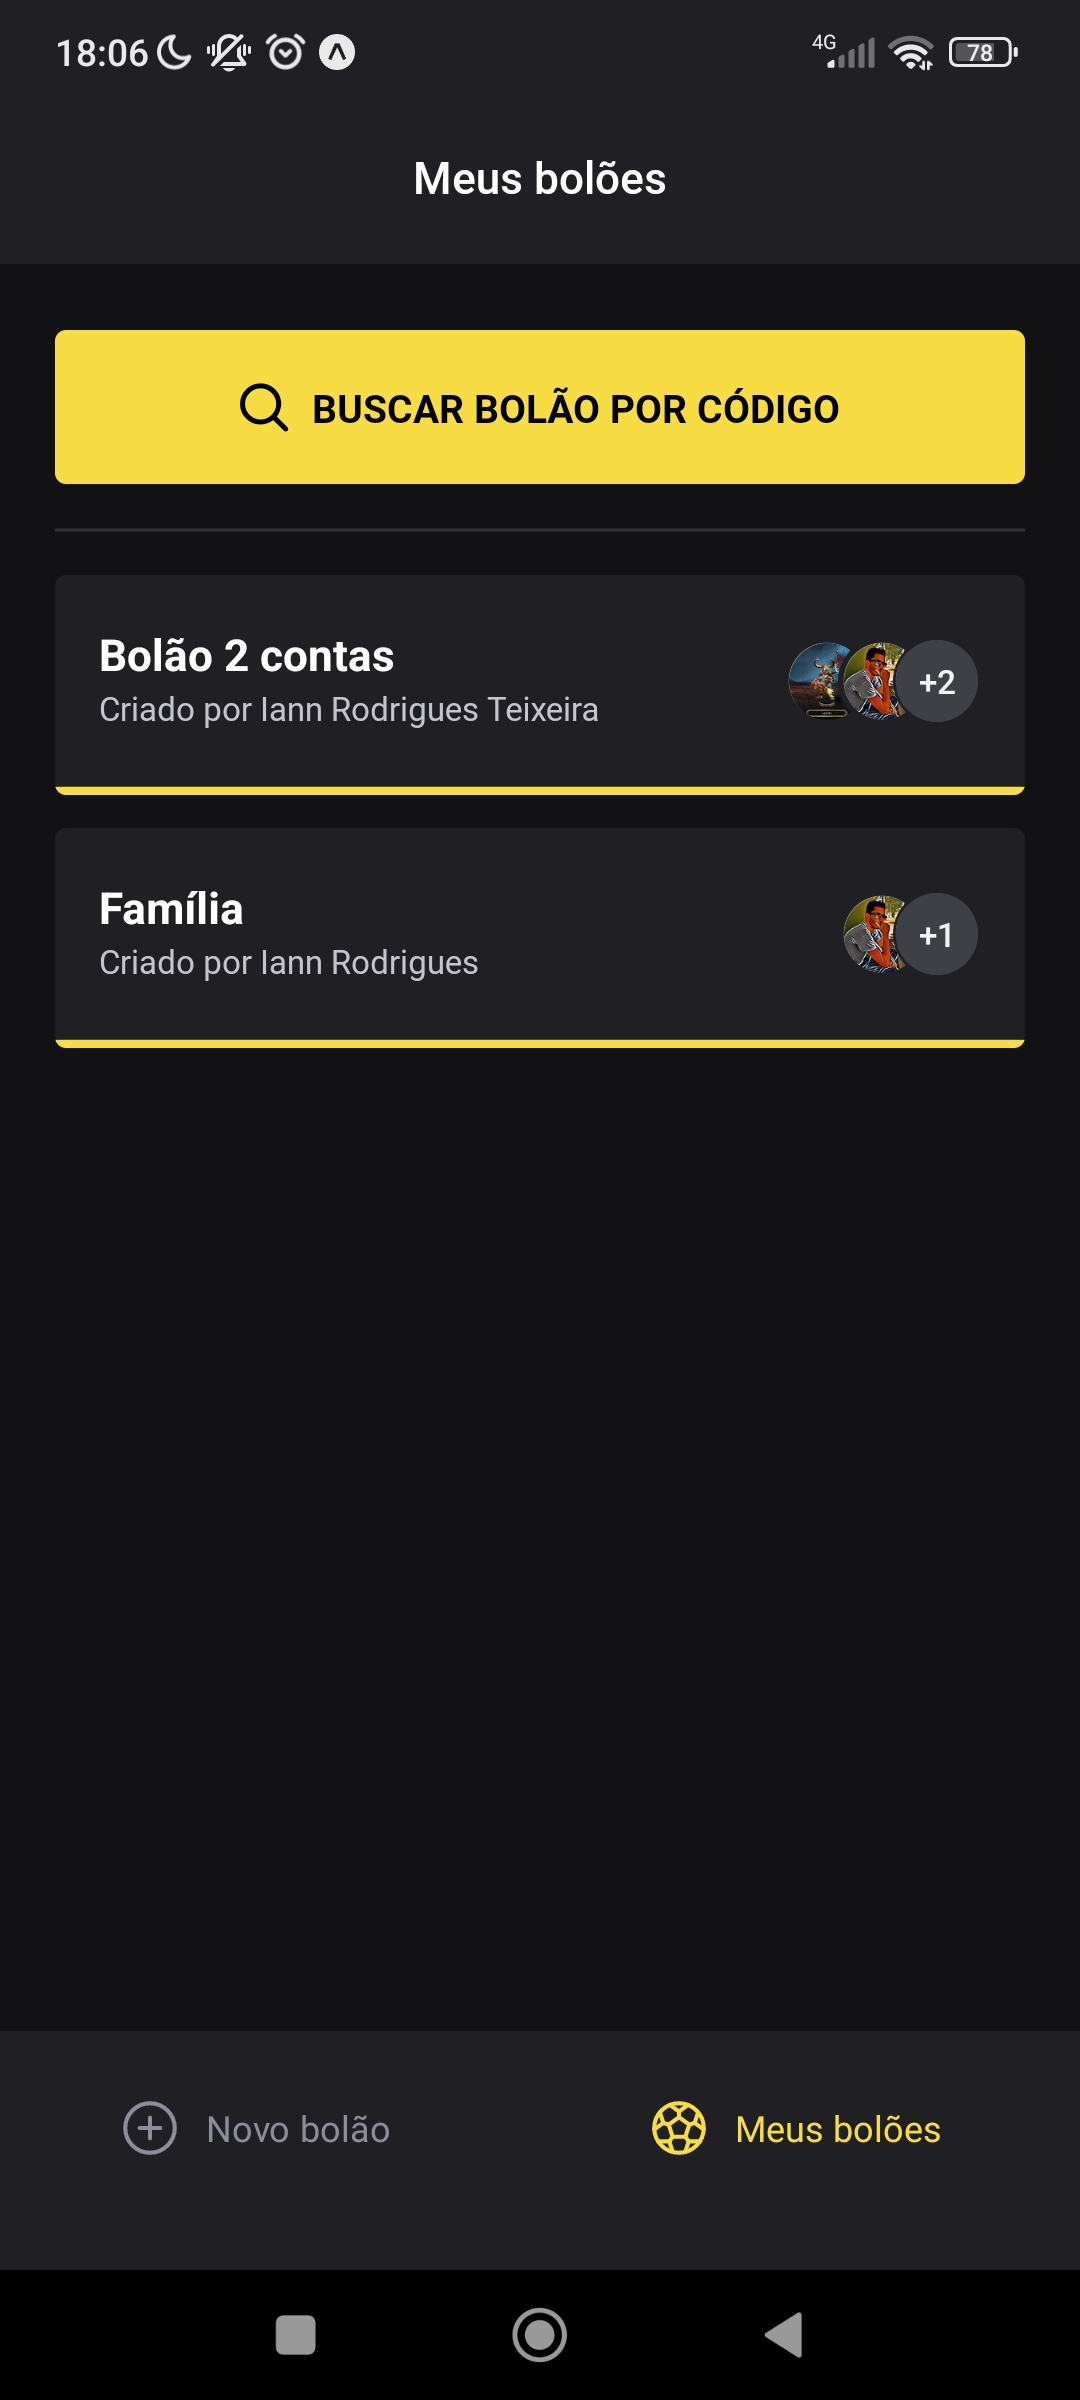 18:06
4G
78
Meus bolões
BUSCAR BOLÃO POR CÓDIGO
Bolão 2 contas
Criado por Iann Rodrigues Teixeira
+2
Família
Criado por Iann Rodrigues
+1
Novo bolão
Meus bolões